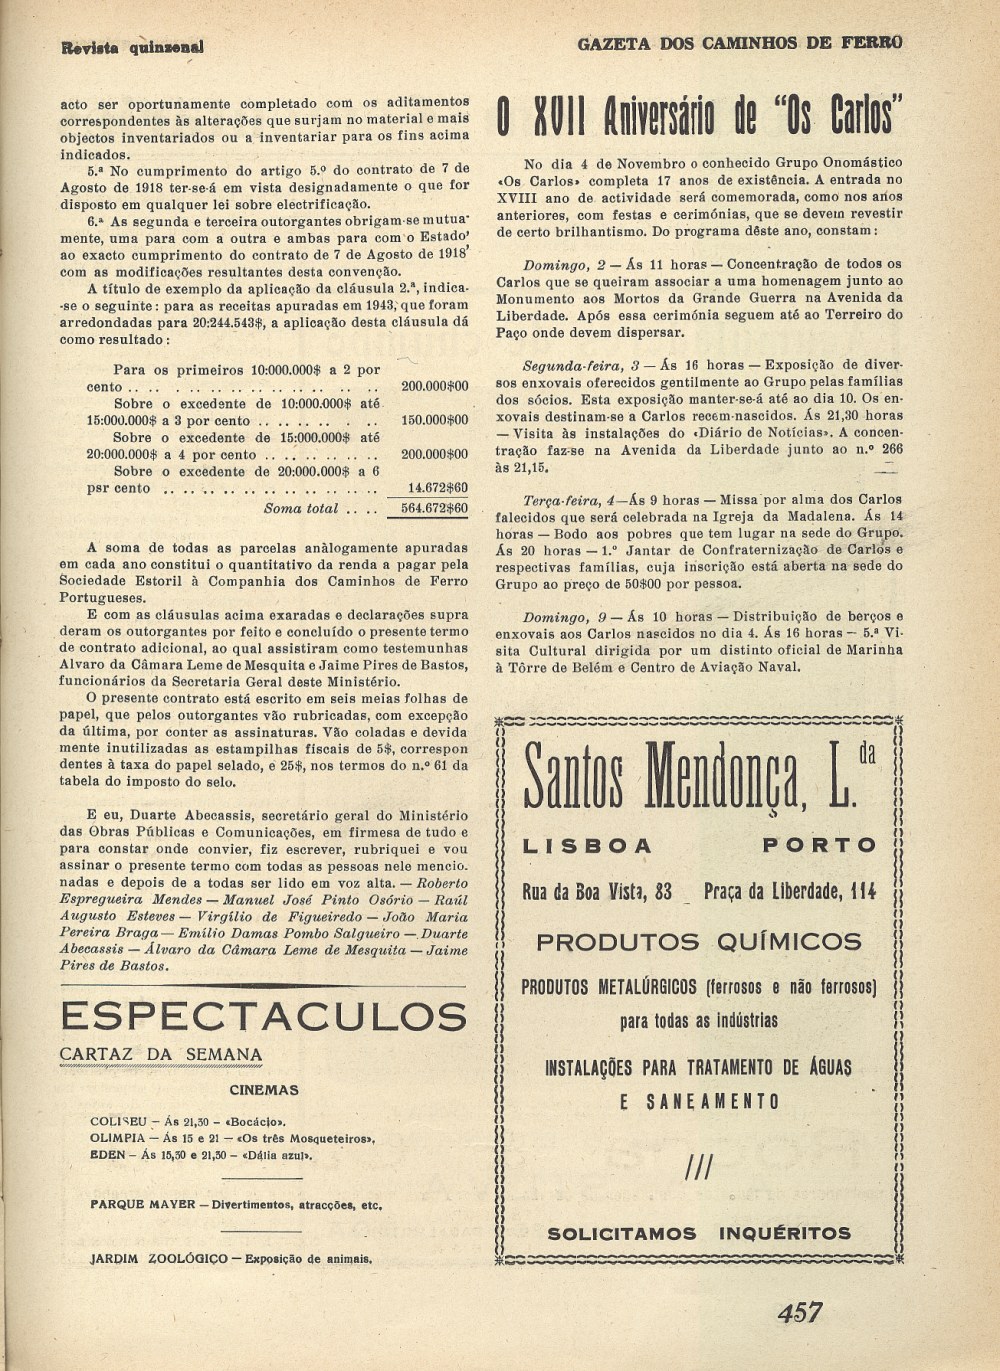 Revista quinzenal
GAZETA DOS CAMINHOS DE FERRO
acto ser oportunamente completado com os aditamentos
correspondentes às alterações que surjam no material e mais
objectos inventariados ou a inventariar para os fins acima
indicados.
5.ª No cumprimento do artigo 5.º do contrato de 7 de
Agosto de 1918 ter-se-á em vista designadamente o que for
disposto em qualquer lei sobre electrificação.
6.ª As segunda e terceira outorgantes obrigam-se mutua-
mente, uma para com a outra e ambas para com o Estado'
ao exacto cumprimento do contrato de 7 de Agosto de 1918'
com as modificações resultantes desta convenção.
A título de exemplo da aplicação da cláusula 2.ª, indica-
-se o seguinte: para as receitas apuradas em 1943, que foram
arredondadas para 20:244.543$, a aplicação desta cláusula dá
como resultado:
Para os primeiros 10:000.000$ a 2 por
cento .. .. . .. .. .. .. .. .. .. .. .. 200.000$00
Sobre o excedente de 10:000.000$ até
15:000.000$ a 3 por cento .. .. .. .. . .. 150.000$00
Sobre o excedente de 15:000.000$ até
20:000.000$ a 4 por cento .. .. .. .. .. .. 200.000$00
Sobre o excedente de 20:000.000$ a 6
psr cento .. .. .. .. .. .. .. .. .. .. .. 14.672$60
Soma total .. .. 564.672$60
A soma de todas as parcelas anàlogamente apuradas
em cada ano constitui o quantitativo da renda a pagar pela
Sociedade Estoril à Companhia dos Caminhos de Ferro
Portugueses.
E com as cláusulas acima exaradas e declarações supra
deram os outorgantes por feito e concluído o presente termo
de contrato adicional, ao qual assistiram como testemunhas
Alvaro da Câmara Leme de Mesquita e Jaime Pires de Bastos,
funcionários da Secretaria Geral deste Ministério.
O presente contrato está escrito em seis meias folhas de
papel, que pelos outorgantes vão rubricadas, com excepção
da última, por conter as assinaturas. Vão coladas e devida
mente inutilizadas as estampilhas fiscais de 5$, correspon
dentes à taxa do papel selado, e 25$, nos termos do n.º 61 da
tabela do imposto do selo.
E eu, Duarte Abecassis, secretário geral do Ministério
das Obras Públicas e Comunicações, em firmesa de tudo e
para constar onde convier, fiz escrever, rubriquei e vou
assinar o presente termo com todas as pessoas nele mencio.
nadas e depois de a todas ser lido em voz alta. — Roberto
Espregueira Mendes — Manuel José Pinto Osório — Raúl
Augusto Esteves — Virgílio de Figueiredo — João Maria
Pereira Braga — Emílio Damas Pombo Salgueiro — Duarte
Abecassis — Álvaro da Câmara Leme de Mesquita — Jaime
Pires de Bastos.
ESPECTACULOS
CARTAZ DA SEMANA
CINEMAS
COLISEU — Ás 21,30 — «Bocácio».
OLIMPIA — Ás 15 e 21 — «Os três Mosqueteiros».
EDEN — Ás 15,30 e 21,30 — «Dália azul».
PARQUE MAYER — Divertimentos, atracções, etc.
JARDIM ZOOLÓGICO — Exposição de animais.
O XVII Aniversário de "Os Carlos"
No dia 4 de Novembro o conhecido Grupo Onomástico
«Os Carlos» completa 17 anos de existência. A entrada no
XVIII ano de actividade será comemorada, como nos anos
anteriores, com festas e cerimónias, que se devem revestir
de certo brilhantismo. Do programa dêste ano, constam:
Domingo, 2 — Ás 11 horas — Concentração de todos os
Carlos que se queiram associar a uma homenagem junto ao
Monumento aos Mortos da Grande Guerra na Avenida da
Liberdade. Após essa cerimónia seguem até ao Terreiro do
Paço onde devem dispersar.
Segunda-feira, 3 — Ás 16 horas — Exposição de diver-
sos enxovais oferecidos gentilmente ao Grupo pelas famílias
dos sócios. Esta exposição manter-se-á até ao dia 10. Os en-
xovais destinam-se a Carlos recem-nascidos. Ás 21,30 horas
— Visita às instalações do «Diário de Notícias». A concen-
tração faz-se na Avenida da Liberdade junto ao n.º 266
às 21,15.
Terça-feira, 4—Ás 9 horas — Missa por alma dos Carlos
falecidos que será celebrada na Igreja da Madalena. Ás 14
horas — Bodo aos pobres que tem lugar na sede do Grupo.
Ás 20 horas — 1.º Jantar de Confraternização de Carlos e
respectivas famílias, cuja inscrição está aberta na sede do
Grupo ao preço de 50$00 por pessoa.
Domingo, 9 — Ás 10 horas — Distribuição de berços e
enxovais aos Carlos nascidos no dia 4. Ás 16 horas — 5.ª Vi-
sita Cultural dirigida por um distinto oficial de Marinha
à Tôrre de Belém e Centro de Aviação Naval.
Santos Mendonça, L.da
LISBOA PORTO
Rua da Boa Vista, 83 Praça da Liberdade, 114
PRODUTOS QUÍMICOS
PRODUTOS METALÚRGICOS (ferrosos e não ferrosos)
para todas as indústrias
INSTALAÇÕES PARA TRATAMENTO DE ÁGUAS
E SANEAMENTO
///
SOLICITAMOS INQUÉRITOS
457